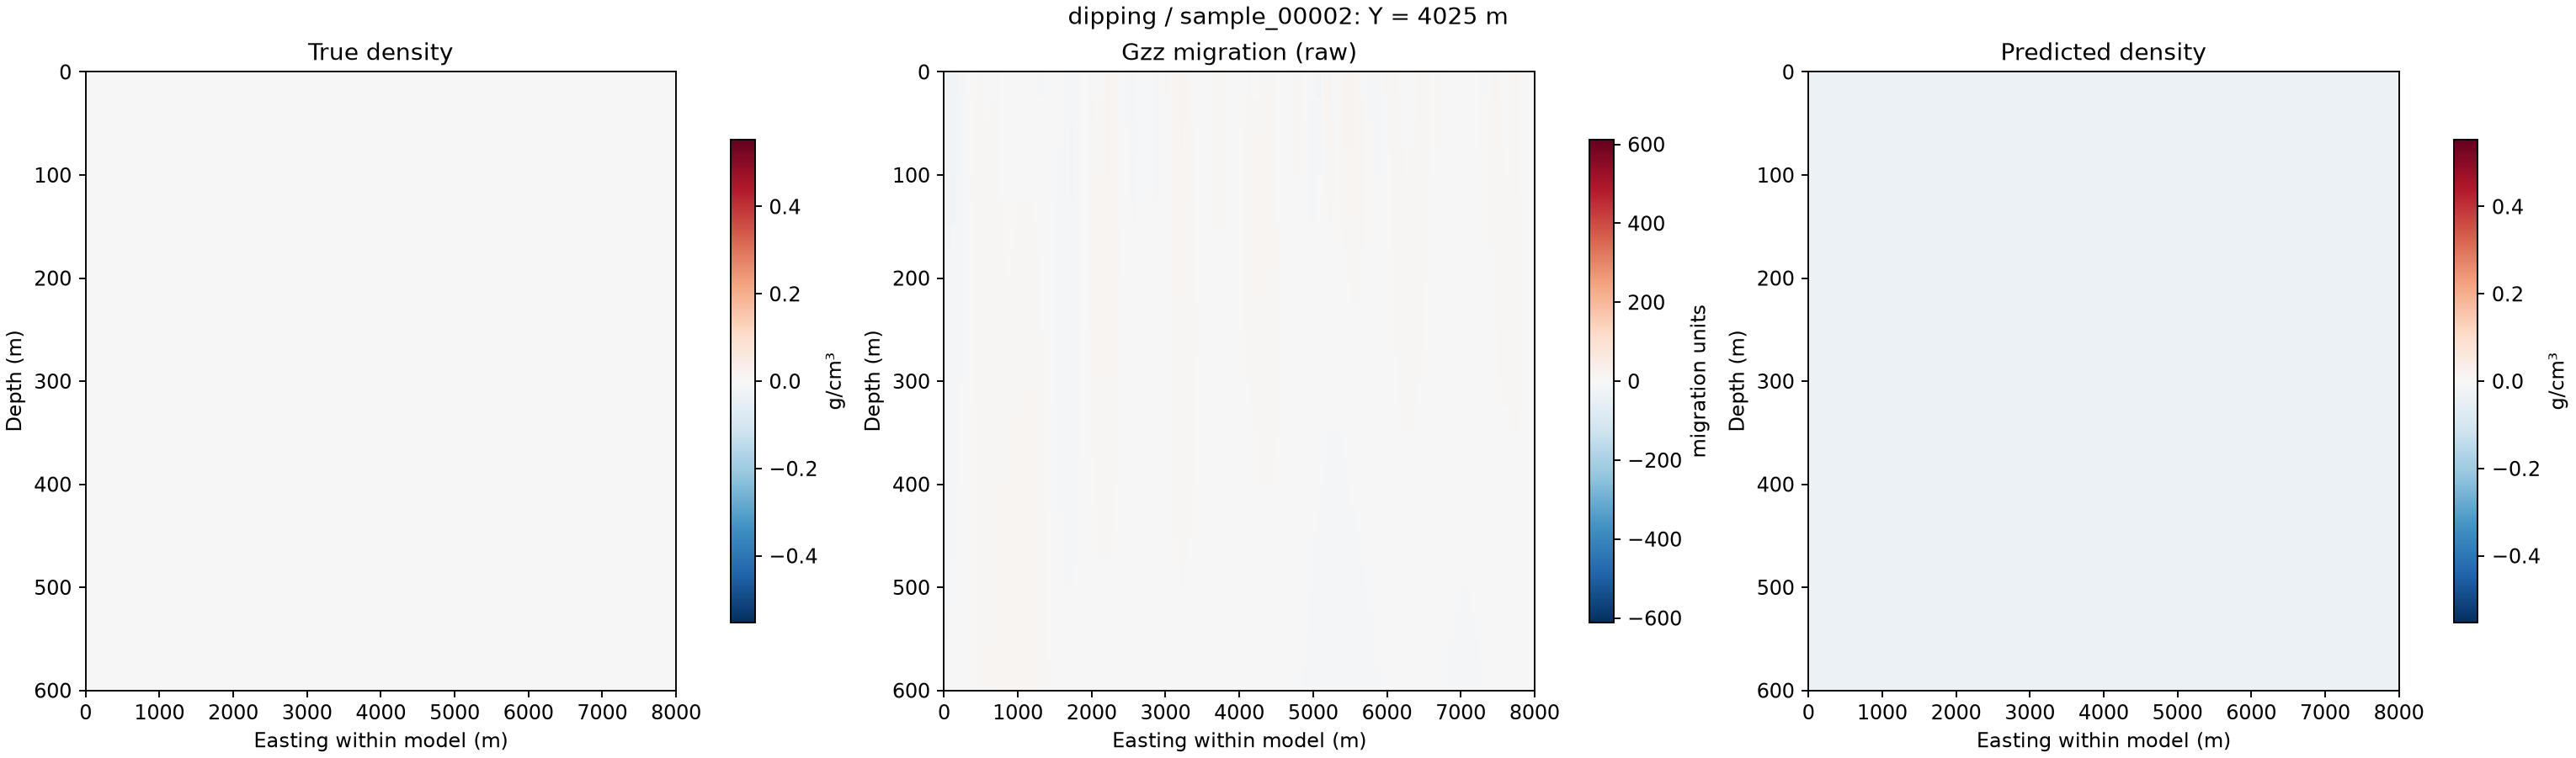 dipping / sample_00002: Y = 4025 m
True density
0
100
200
300
400
500
600
0 1000 2000 3000 4000 5000 6000 7000 8000
Depth (m)
Easting within model (m)
0.4
0.2
0.0
−0.2
−0.4
g/cm³
Gzz migration (raw)
0
100
200
300
400
500
600
0 1000 2000 3000 4000 5000 6000 7000 8000
Depth (m)
Easting within model (m)
600
400
200
0
−200
−400
−600
migration units
Predicted density
0
100
200
300
400
500
600
0 1000 2000 3000 4000 5000 6000 7000 8000
Depth (m)
Easting within model (m)
0.4
0.2
0.0
−0.2
−0.4
g/cm³